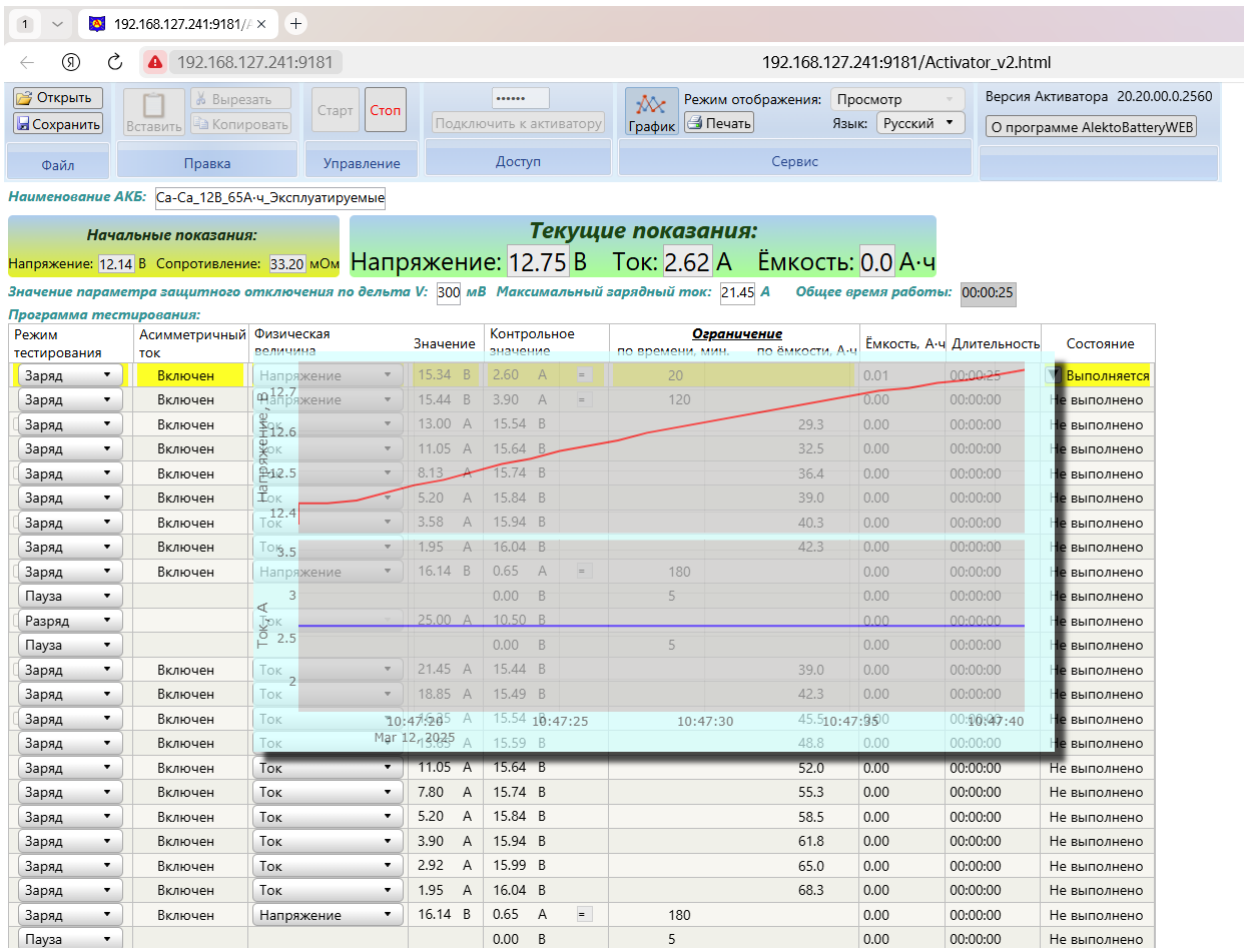 1
192.168.127.241:9181/A
192.168.127.241:9181
192.168.127.241:9181/Activator_v2.html
Открыть
Сохранить
Файл
Вставить
Вырезать
Копировать
Правка
Старт
Стоп
Управление
••••••
Подключить к активатору
Доступ
График
Режим отображения: Просмотр
Печать
Язык: Русский
Сервис
Версия Активатора 20.20.00.0.2560
О программе AlektoBatteryWEB
Наименование АКБ: Ca-Ca_12В_65А·ч_Эксплуатируемые
Начальные показания:
Напряжение: 12.14 В Сопротивление: 33.20 мОм
Текущие показания:
Напряжение: 12.75 В Ток: 2.62 А Ёмкость: 0.0 А·ч
Значение параметра защитного отключения по дельта V: 300 мВ Максимальный зарядный ток: 21.45 А Общее время работы: 00:00:25
Программа тестирования:
Режим тестирования Асимметричный ток Физическая величина Значение Контрольное значение Ограничение по времени, мин. по ёмкости, А·ч Ёмкость, А·ч Длительность Состояние
Заряд Включен Напряжение 15.34 В 2.60 А = 20 0.01 00:00:25 Выполняется
Заряд Включен Напряжение 15.44 В 3.90 А = 120 0.00 00:00:00 Не выполнено
Заряд Включен Ток 13.00 А 15.54 В 29.3 0.00 00:00:00 Не выполнено
Заряд Включен Ток 11.05 А 15.64 В 32.5 0.00 00:00:00 Не выполнено
Заряд Включен 8.13 А 15.74 В 36.4 0.00 00:00:00 Не выполнено
Заряд Включен Ток 5.20 А 15.84 В 39.0 0.00 00:00:00 Не выполнено
Заряд Включен Ток 3.58 А 15.94 В 40.3 0.00 00:00:00 Не выполнено
Заряд Включен Ток 1.95 А 16.04 В 42.3 0.00 00:00:00 Не выполнено
Заряд Включен Напряжение 16.14 В 0.65 А = 180 0.00 00:00:00 Не выполнено
Пауза 0.00 В 5 0.00 00:00:00 Не выполнено
Разряд Ток 25.00 А 10.50 В 0.00 00:00:00 Не выполнено
Пауза 0.00 В 5 0.00 00:00:00 Не выполнено
Заряд Включен Ток 21.45 А 15.44 В 39.0 0.00 00:00:00 Не выполнено
Заряд Включен Ток 18.85 А 15.49 В 42.3 0.00 00:00:00 Не выполнено
Заряд Включен Ток А 15.54 В 45.5 0.00 00:00:00 Не выполнено
Заряд Включен Ток 13.65 А 15.59 В 48.8 0.00 00:00:00 Не выполнено
Заряд Включен Ток 11.05 А 15.64 В 52.0 0.00 00:00:00 Не выполнено
Заряд Включен Ток 7.80 А 15.74 В 55.3 0.00 00:00:00 Не выполнено
Заряд Включен Ток 5.20 А 15.84 В 58.5 0.00 00:00:00 Не выполнено
Заряд Включен Ток 3.90 А 15.94 В 61.8 0.00 00:00:00 Не выполнено
Заряд Включен Ток 2.92 А 15.99 В 65.0 0.00 00:00:00 Не выполнено
Заряд Включен Ток 1.95 А 16.04 В 68.3 0.00 00:00:00 Не выполнено
Заряд Включен Напряжение 16.14 В 0.65 А = 180 0.00 00:00:00 Не выполнено
Пауза 0.00 В 5 0.00 00:00:00 Не выполнено
Напряжение, В
12.7
12.6
12.5
12.4
Ток, А
3.5
3
2.5
2
10:47:20 10:47:25 10:47:30 10:47:35 10:47:40
Mar 12, 2025